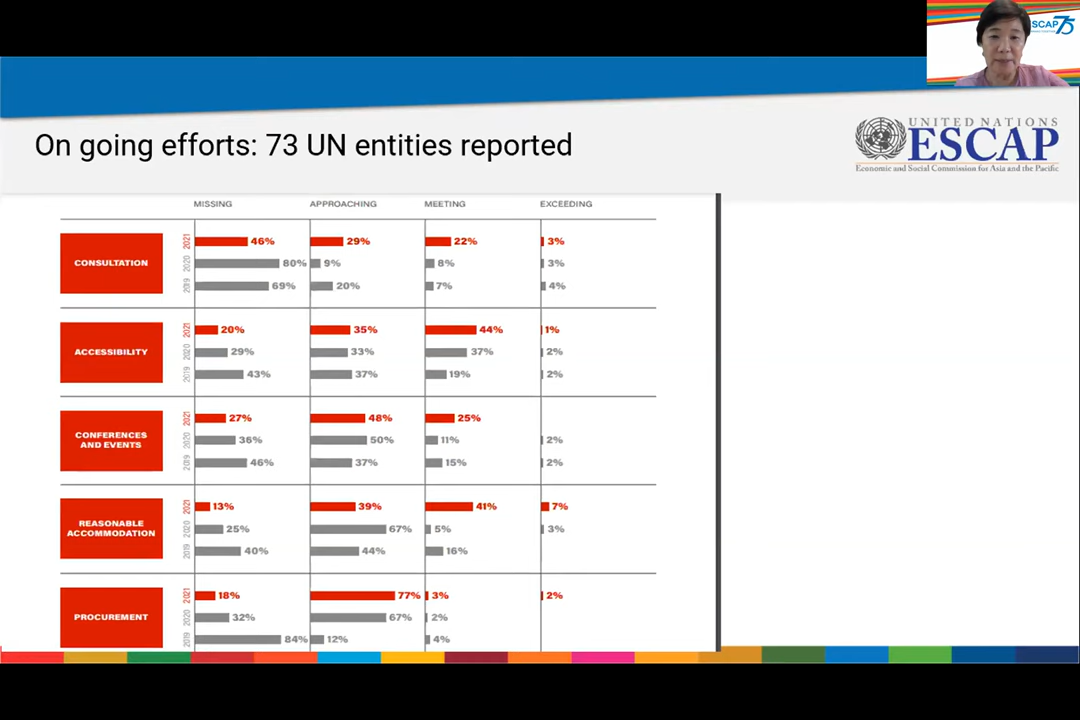 SCAP75
On going efforts: 73 UN entities reported
UNITED NATIONS
ESCAP
Economic and Social Commission for Asia and the Pacific
MISSING APPROACHING MEETING EXCEEDING
CONSULTATION
2021 46% 29% 22% 3%
2020 80% 9% 8% 3%
2019 69% 20% 7% 4%
ACCESSIBILITY
2021 20% 35% 44% 1%
2020 29% 33% 37% 2%
2019 43% 37% 19% 2%
CONFERENCES
AND EVENTS
2021 27% 48% 25%
2020 36% 50% 11% 2%
2019 46% 37% 15% 2%
REASONABLE
ACCOMMODATION
2021 13% 39% 41% 7%
2020 25% 67% 5% 3%
2019 40% 44% 16%
PROCUREMENT
2021 18% 77% 3% 2%
2020 32% 67% 2%
2019 84% 12% 4%